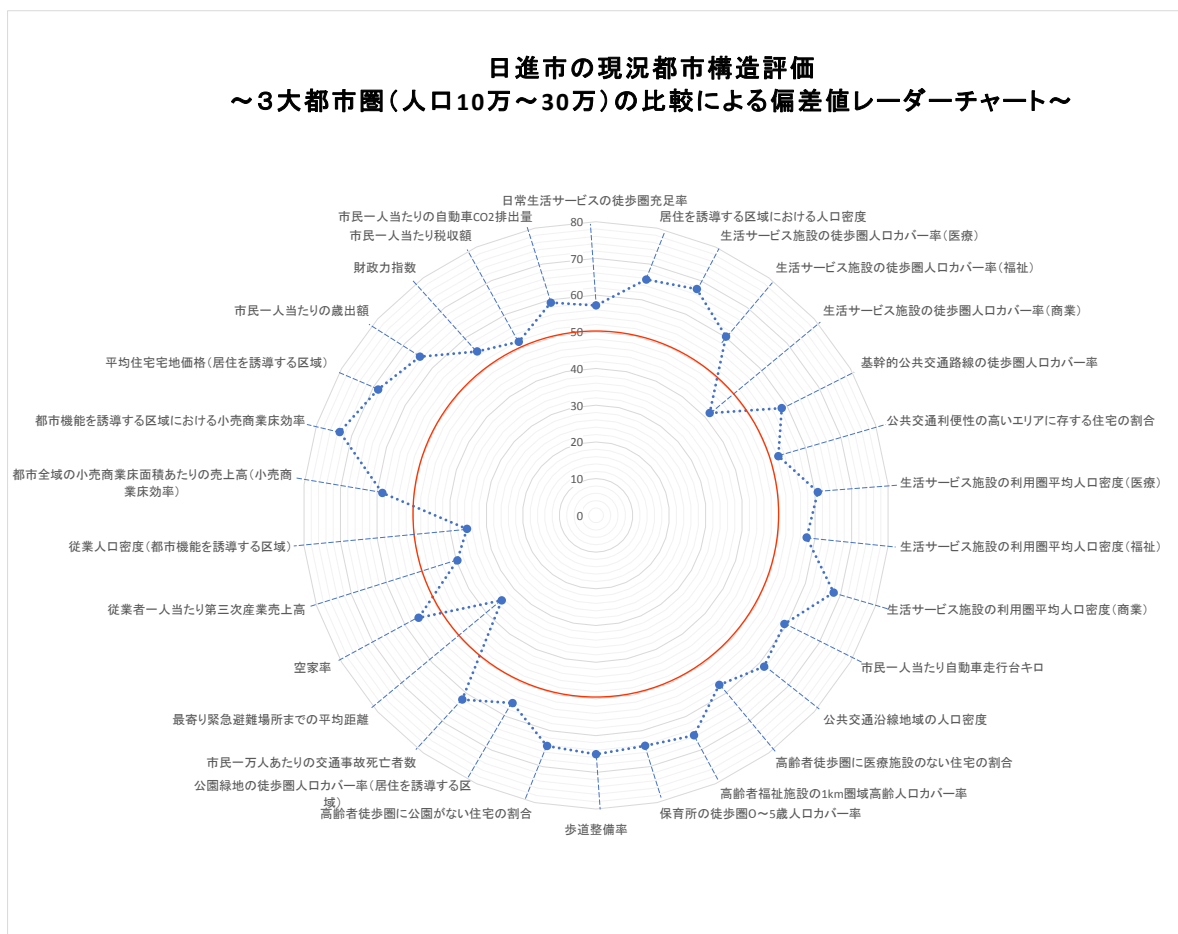 日進市の現況都市構造評価
～３大都市圏（人口10万～30万）の比較による偏差値レーダーチャート～
日常生活サービスの徒歩圏充足率
居住を誘導する区域における人口密度
生活サービス施設の徒歩圏人口カバー率（医療）
生活サービス施設の徒歩圏人口カバー率（福祉）
生活サービス施設の徒歩圏人口カバー率（商業）
基幹的公共交通路線の徒歩圏人口カバー率
公共交通利便性の高いエリアに存する住宅の割合
生活サービス施設の利用圏平均人口密度（医療）
生活サービス施設の利用圏平均人口密度（福祉）
生活サービス施設の利用圏平均人口密度（商業）
市民一人当たり自動車走行台キロ
公共交通沿線地域の人口密度
高齢者徒歩圏に医療施設のない住宅の割合
高齢者福祉施設の1km圏域高齢人口カバー率
保育所の徒歩圏0～5歳人口カバー率
歩道整備率
高齢者徒歩圏に公園がない住宅の割合
公園緑地の徒歩圏人口カバー率（居住を誘導する区
域）
市民一万人あたりの交通事故死亡者数
最寄り緊急避難場所までの平均距離
空家率
従業者一人当たり第三次産業売上高
従業人口密度（都市機能を誘導する区域）
都市全域の小売商業床面積あたりの売上高（小売商
業床効率）
都市機能を誘導する区域における小売商業床効率
平均住宅宅地価格（居住を誘導する区域）
市民一人当たりの歳出額
財政力指数
市民一人当たり税収額
市民一人当たりの自動車CO2排出量
80
70
60
50
40
30
20
10
0